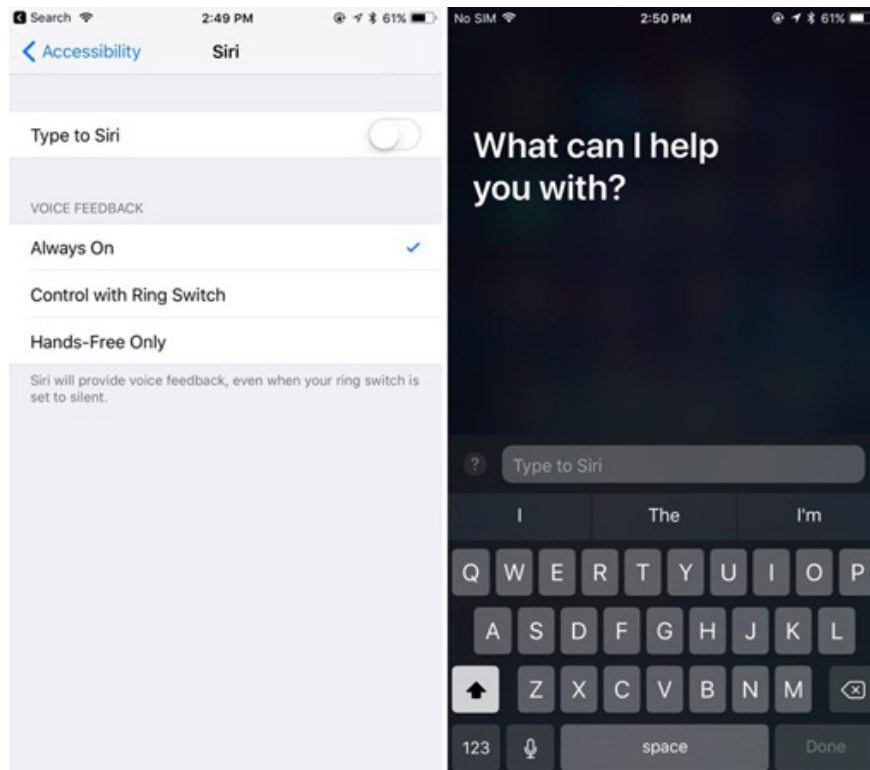 Search 2:49 PM 61%
Accessibility Siri
Type to Siri
VOICE FEEDBACK
Always On
Control with Ring Switch
Hands-Free Only
Siri will provide voice feedback, even when your ring switch is
set to silent.
No SIM 2:50 PM 61%
What can I help
you with?
? Type to Siri
I The I'm
Q W E R T Y U I O P
A S D F G H J K L
Z X C V B N M
123 space Done